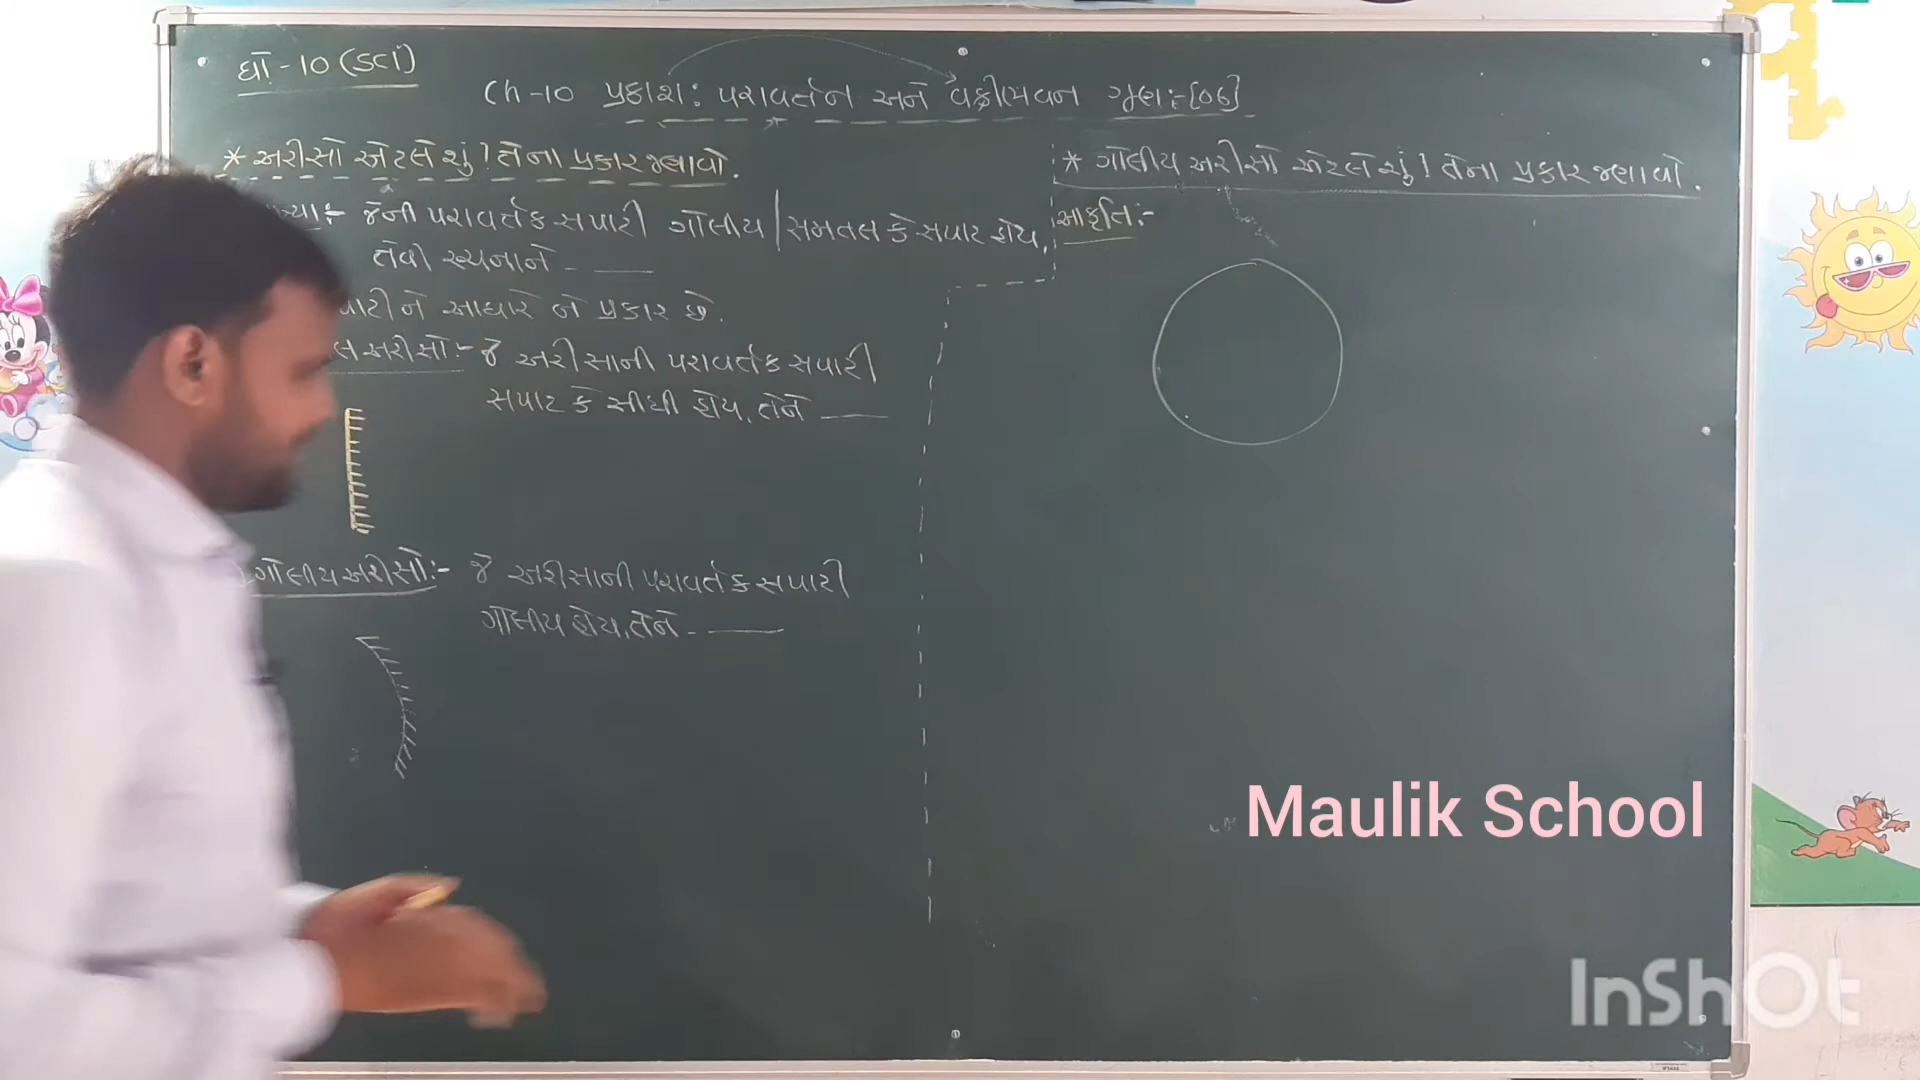 ધો - 10 (SCI)
Ch-10 પ્રકાશ: પરાવર્તન અને વક્રીભવન ગુણ:-[06]
* અરીસો એટલે શું? તેના પ્રકાર જણાવો.
જેની પરાવર્તક સપાટી ગોલીય / સમતલ કે સપાટ હોય,
તેવી રચનાને - ___
ને આધારે બે પ્રકાર છે.
અરીસો:- જે અરીસાની પરાવર્તક સપાટી
સપાટ કે સીધી હોય, તેને ___
ગોલીય અરીસો:- જે અરીસાની પરાવર્તક સપાટી
ગોલીય હોય, તેને - ___
* ગોલીય અરીસો એટલે શું? તેના પ્રકાર જણાવો.
આકૃતિ:-
Maulik School
InShOt